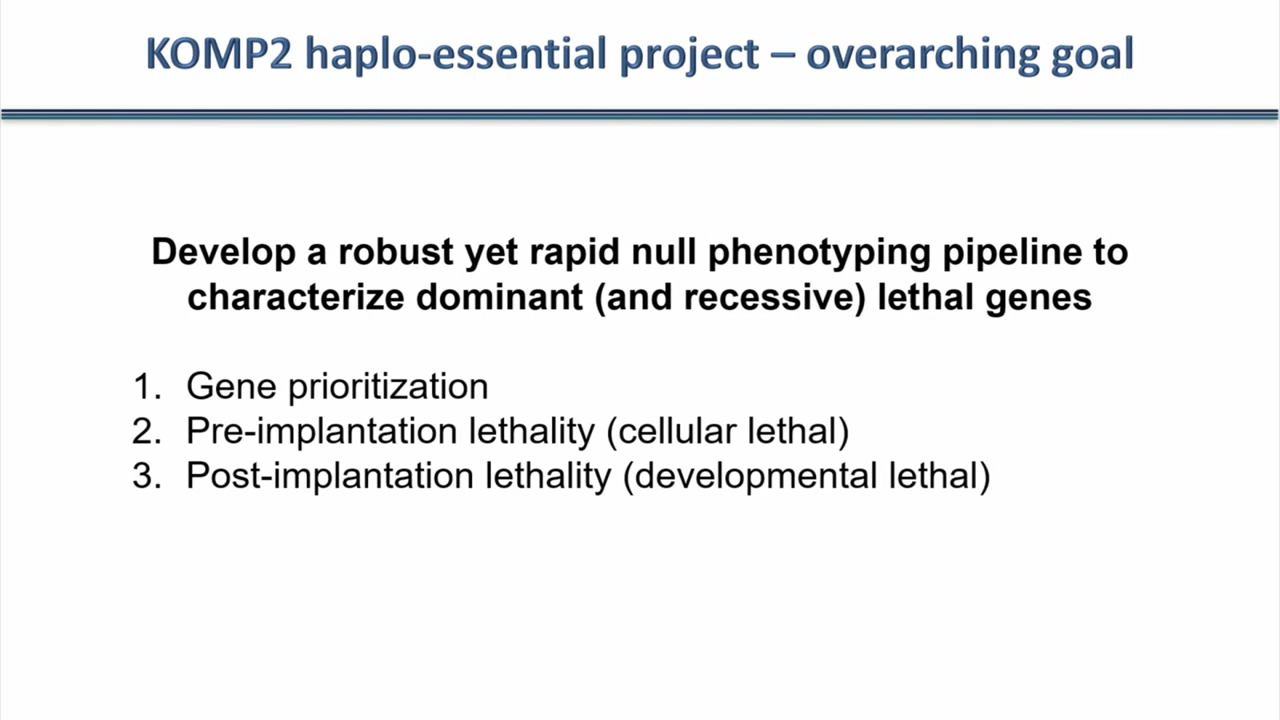 KOMP2 haplo-essential project – overarching goal
Develop a robust yet rapid null phenotyping pipeline to
characterize dominant (and recessive) lethal genes
1. Gene prioritization
2. Pre-implantation lethality (cellular lethal)
3. Post-implantation lethality (developmental lethal)